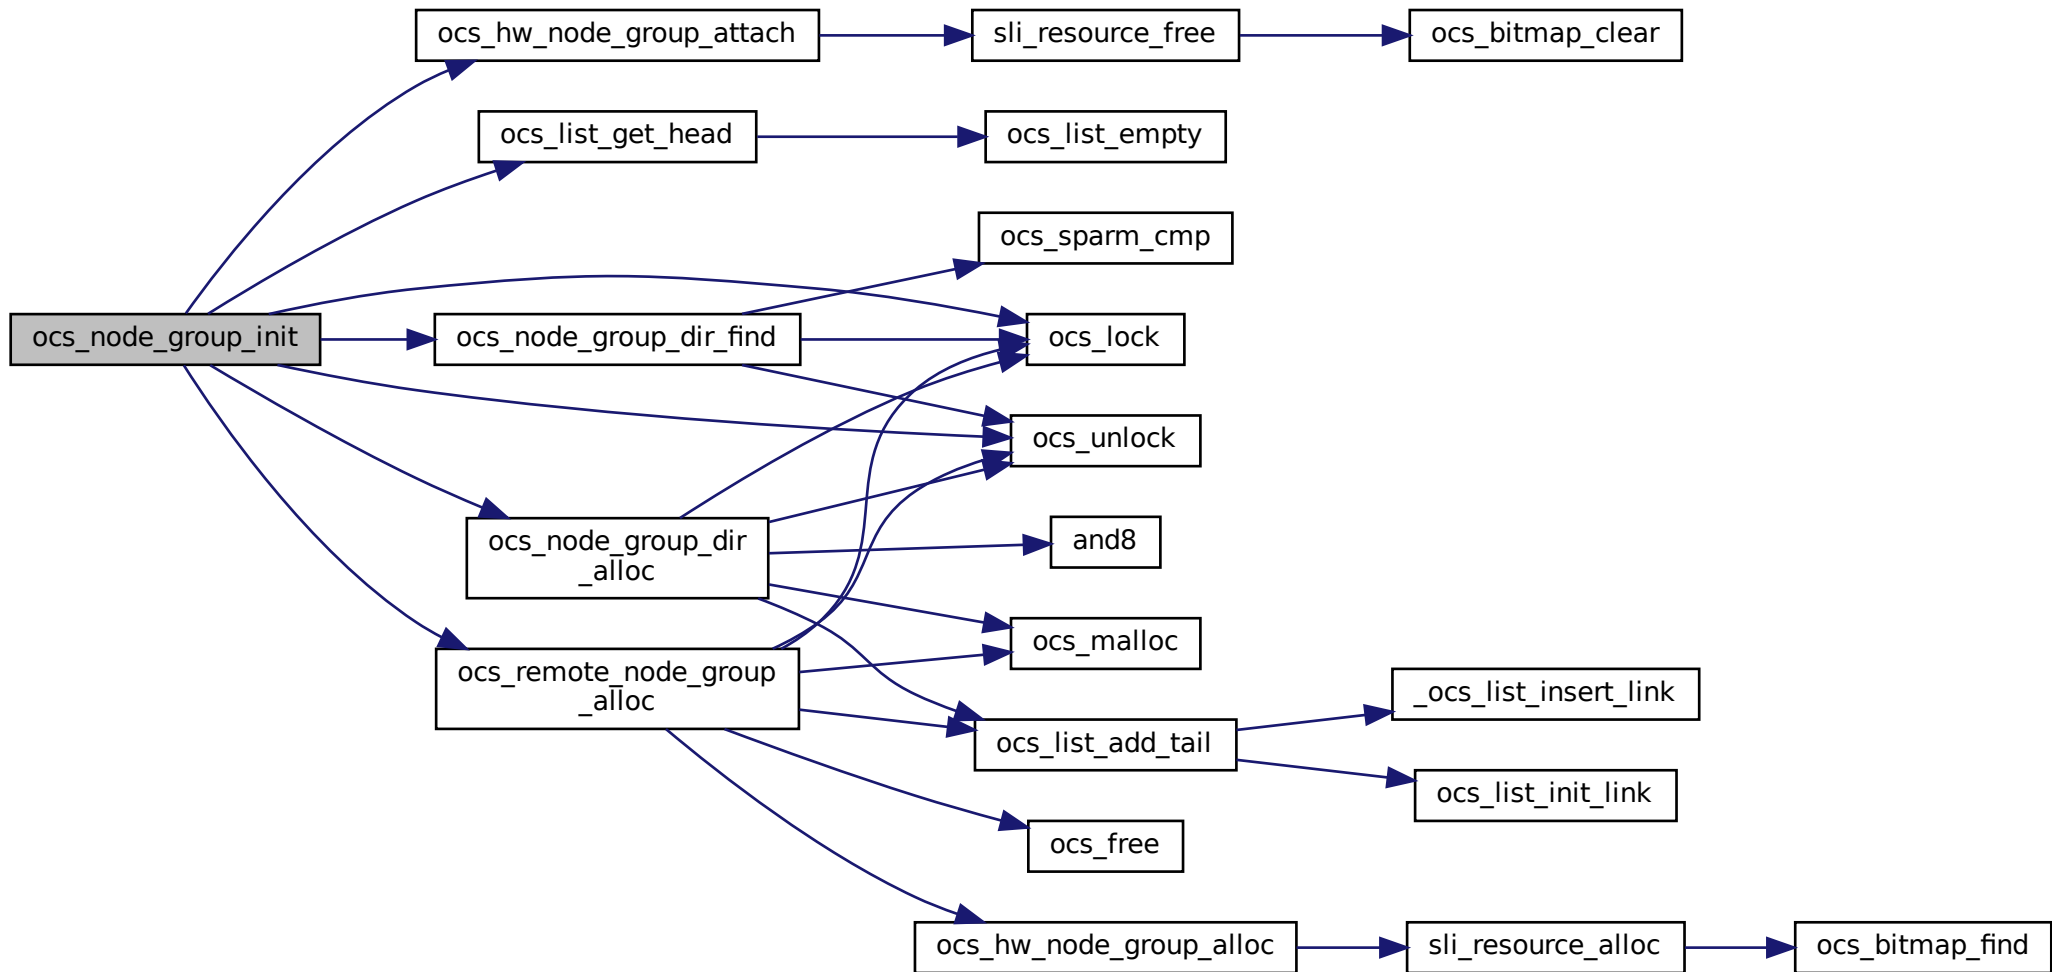 ocs_hw_node_group_attach
sli_resource_free
ocs_bitmap_clear
ocs_list_get_head
ocs_list_empty
ocs_sparm_cmp
ocs_node_group_init
ocs_node_group_dir_find
ocs_lock
ocs_unlock
ocs_node_group_dir
_alloc
and8
ocs_malloc
ocs_remote_node_group
_alloc
_ocs_list_insert_link
ocs_list_add_tail
ocs_list_init_link
ocs_free
ocs_hw_node_group_alloc
sli_resource_alloc
ocs_bitmap_find